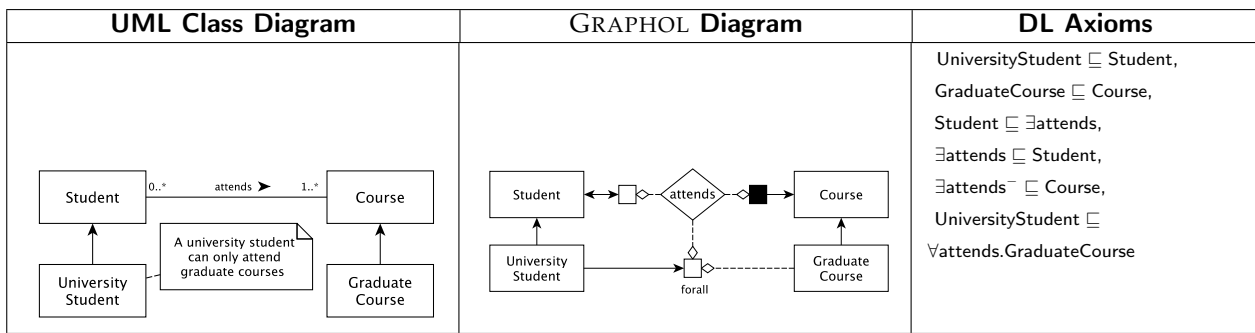 UML Class Diagram
GRAPHOL Diagram
DL Axioms
Student
0..*
attends
1..*
Course
A university student
can only attend
graduate courses
University
Student
Graduate
Course
Student
attends
Course
University
Student
forall
Graduate
Course
UniversityStudent ⊑ Student,
GraduateCourse ⊑ Course,
Student ⊑ ∃attends,
∃attends ⊑ Student,
∃attends⁻ ⊑ Course,
UniversityStudent ⊑
∀attends.GraduateCourse